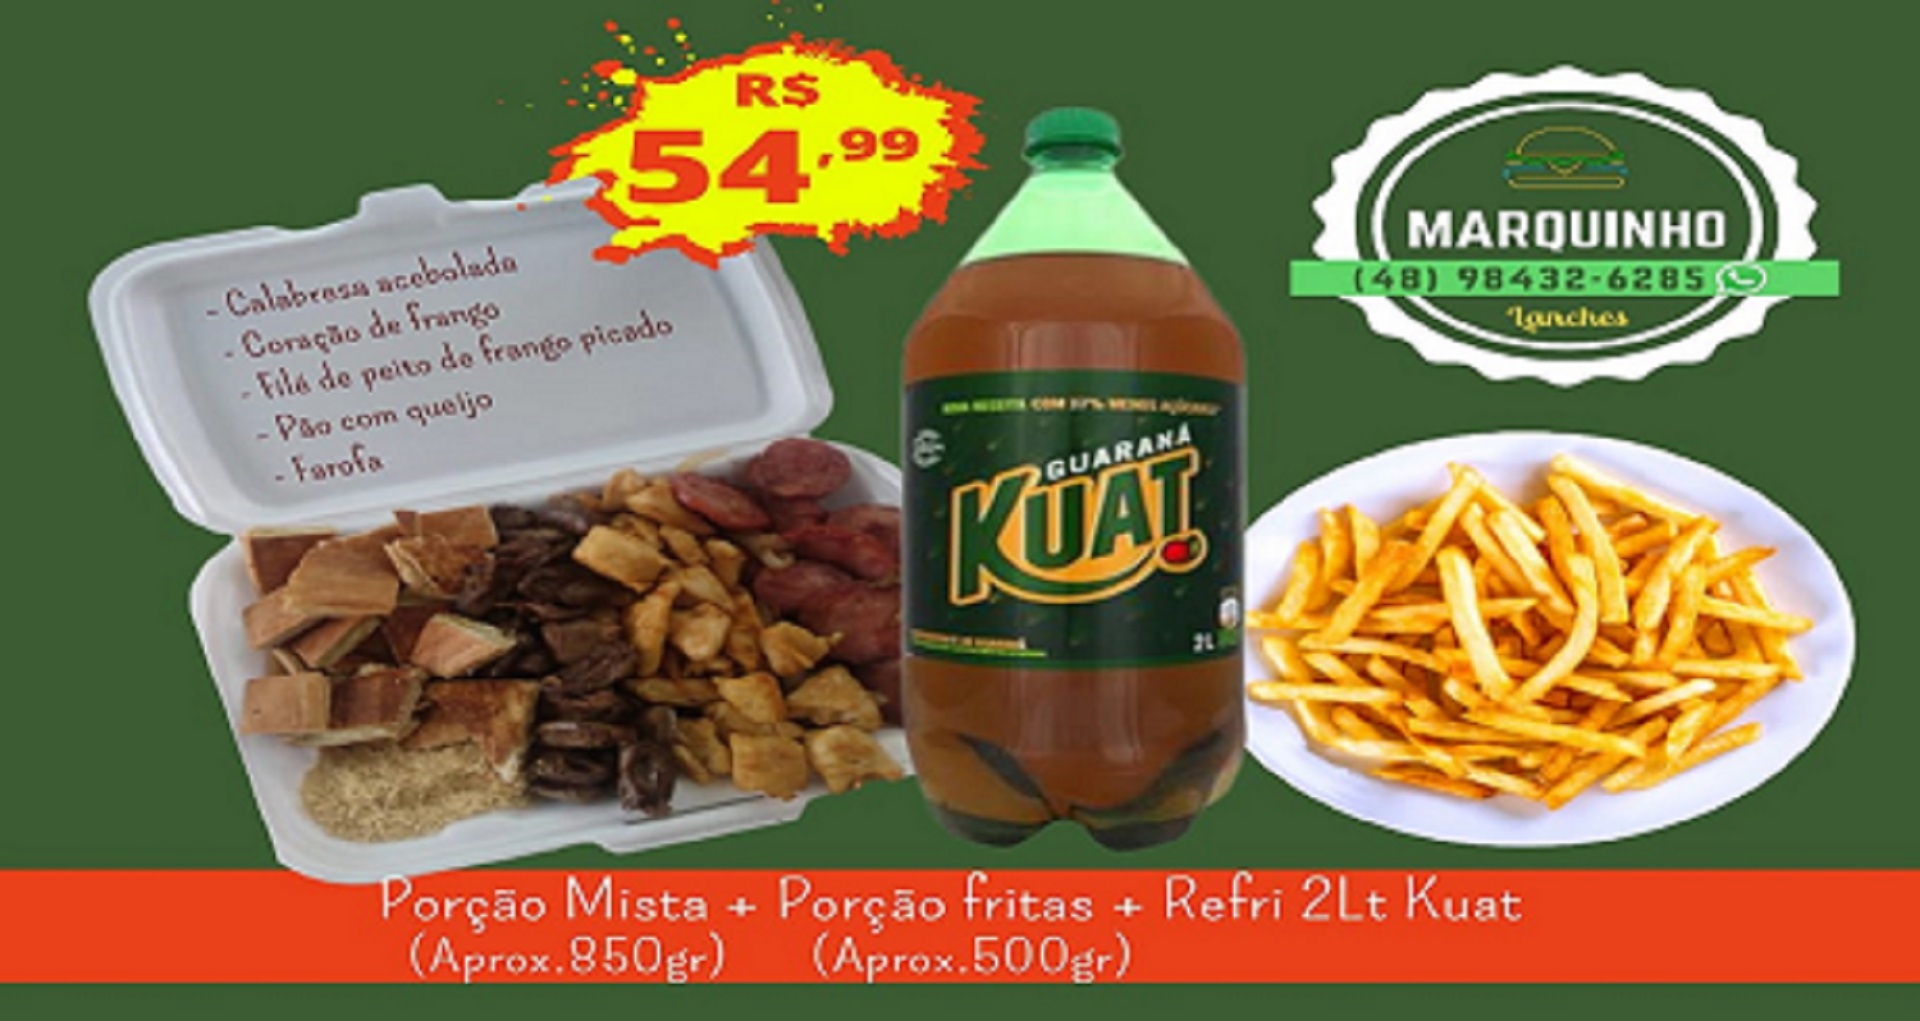 R$
54,99
- Calabresa acebolada
- Coração de frango
- Filé de peito de frango picado
- Pão com queijo
- Farofa
MARQUINHO
(48) 98432-6285
Lanches
GUARANÁ
KUAT
2L
Porção Mista + Porção fritas + Refri 2Lt Kuat
(Aprox.850gr) (Aprox.500gr)